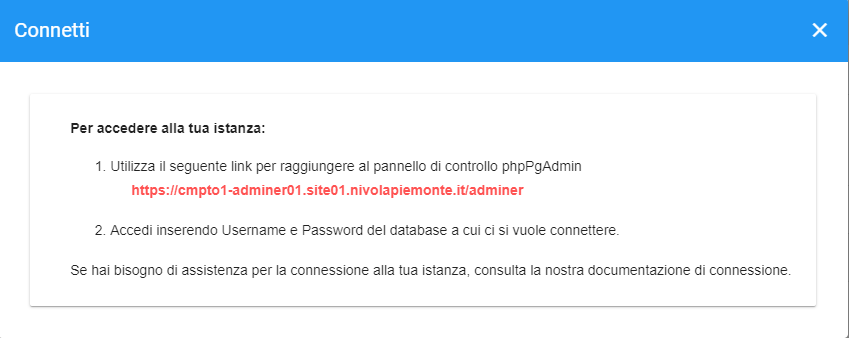 Connetti
Per accedere alla tua istanza:
1. Utilizza il seguente link per raggiungere al pannello di controllo phpPgAdmin
https://cmpto1-adminer01.site01.nivolapiemonte.it/adminer
2. Accedi inserendo Username e Password del database a cui ci si vuole connettere.
Se hai bisogno di assistenza per la connessione alla tua istanza, consulta la nostra documentazione di connessione.